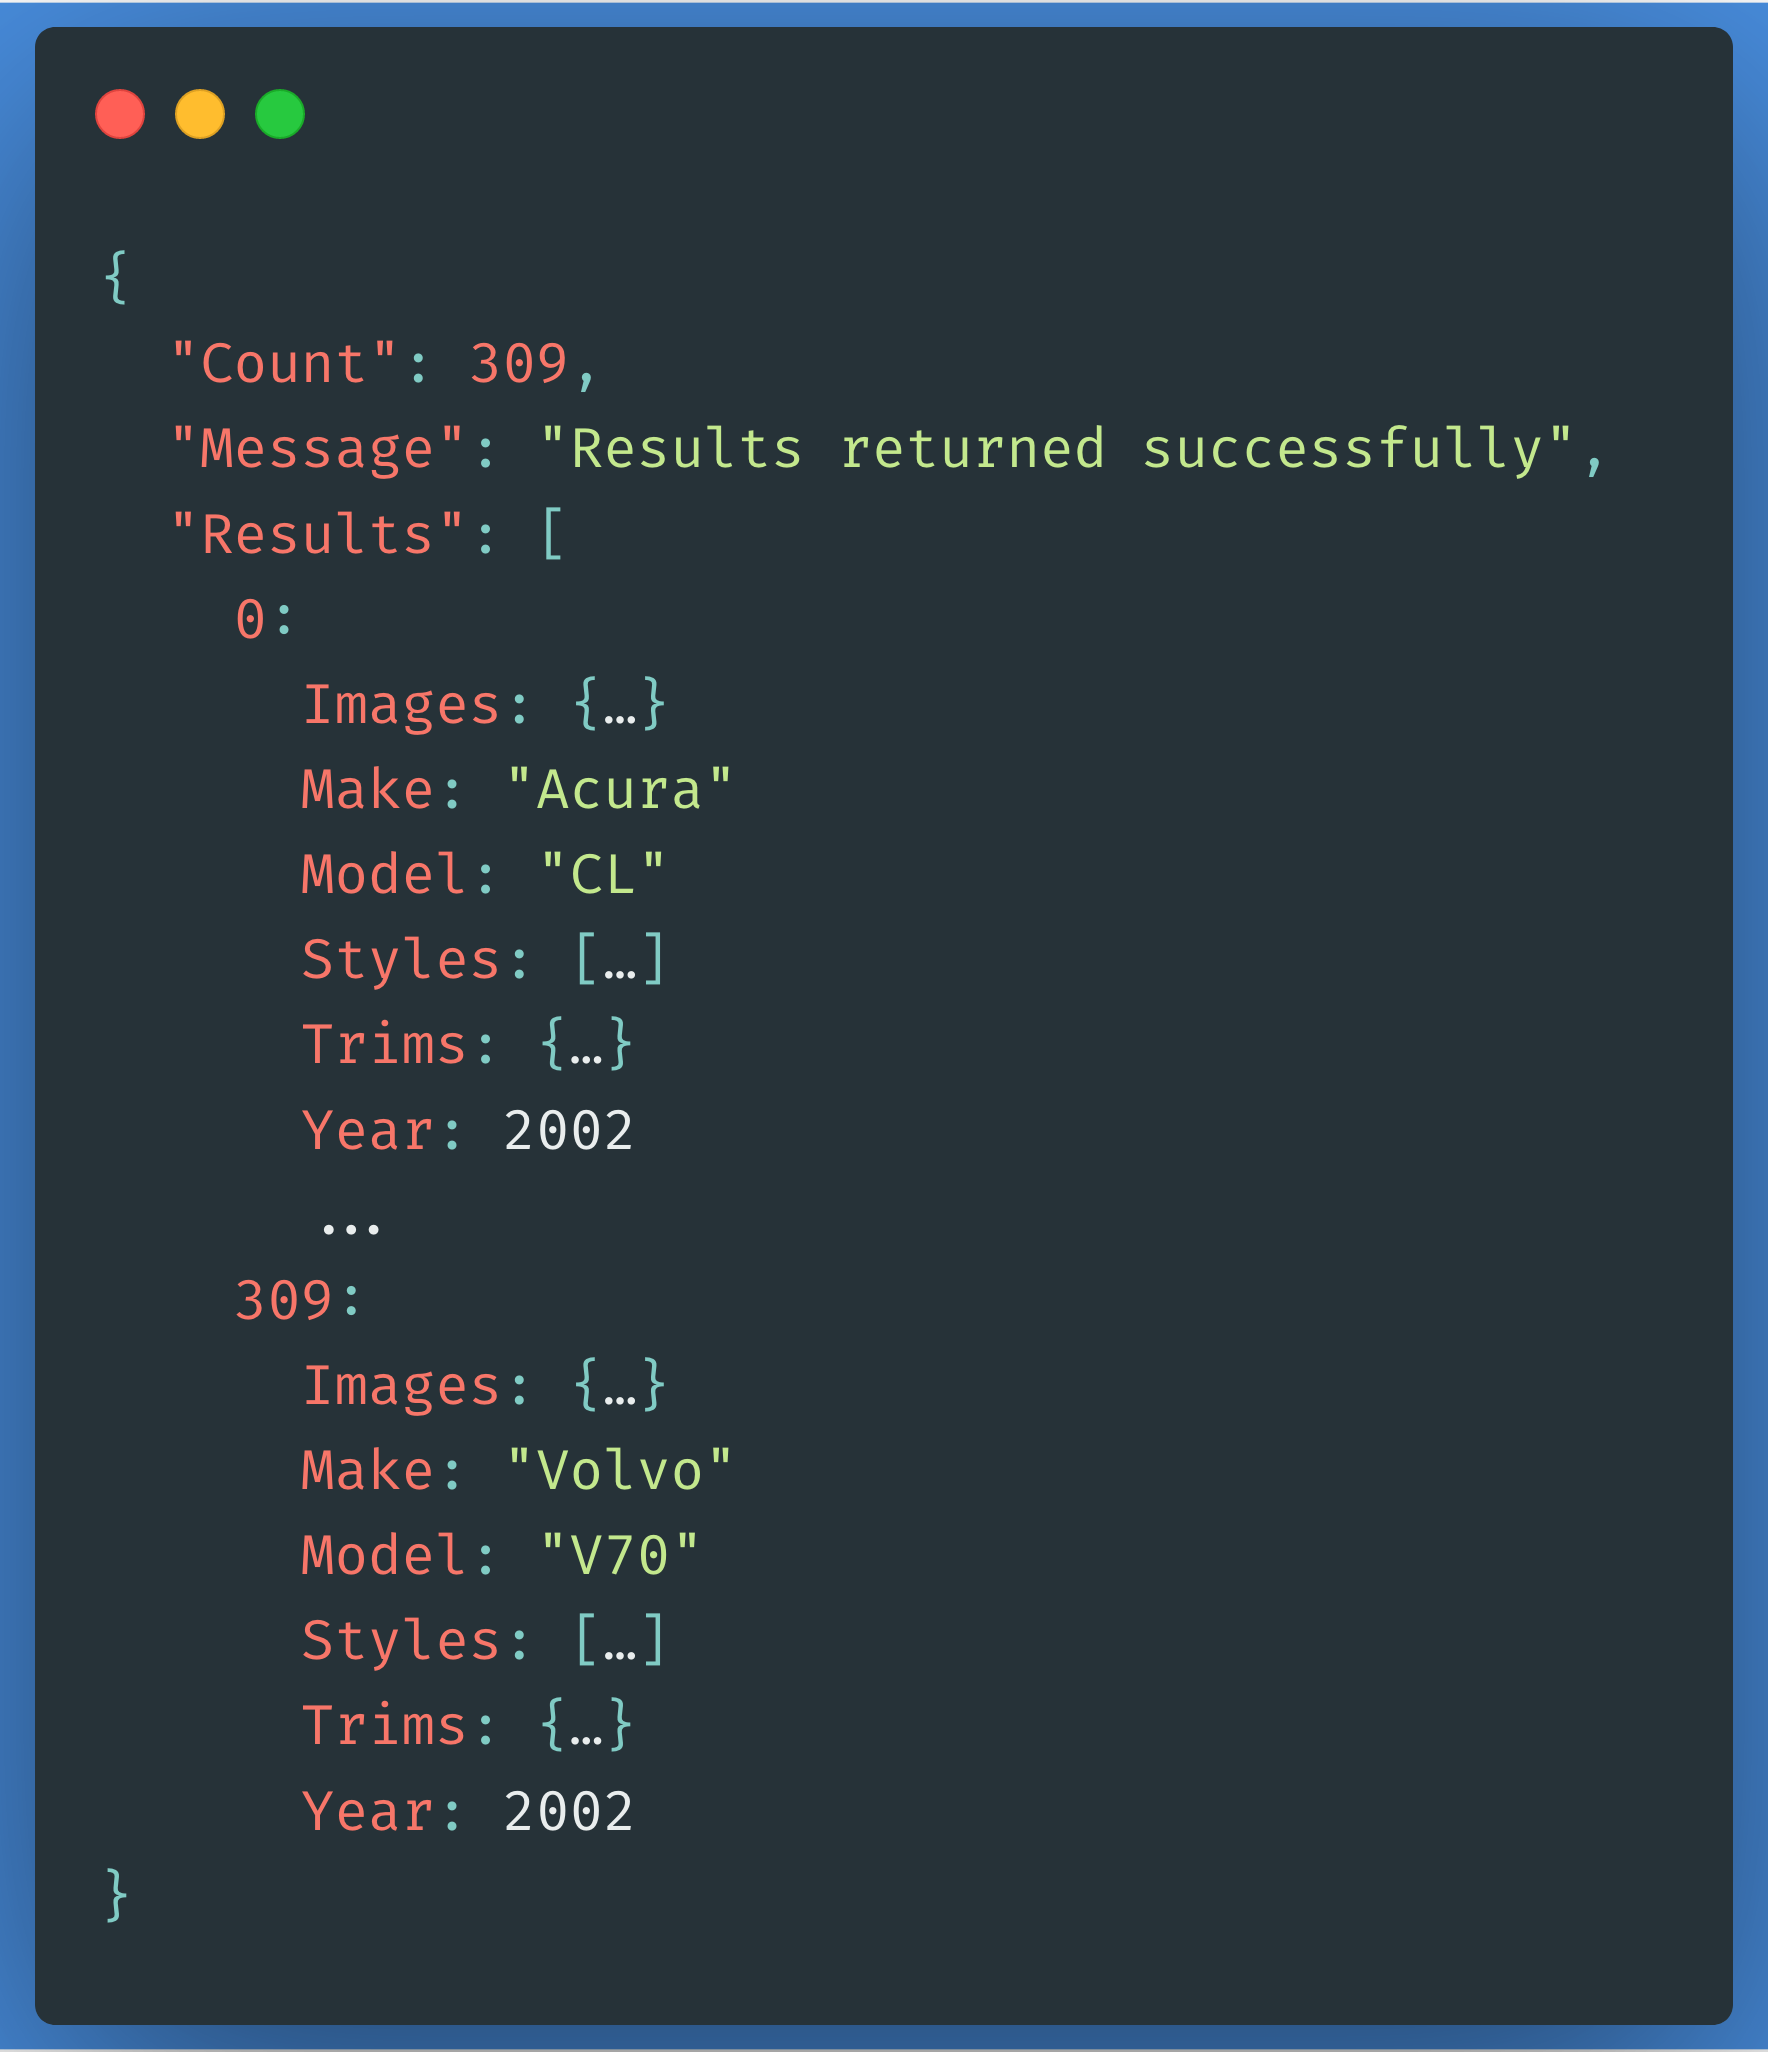 {
  "Count": 309,
  "Message": "Results returned successfully",
  "Results": [
    0:
      Images: {…}
      Make: "Acura"
      Model: "CL"
      Styles: […]
      Trims: {…}
      Year: 2002
      ...
    309:
      Images: {…}
      Make: "Volvo"
      Model: "V70"
      Styles: […]
      Trims: {…}
      Year: 2002
}